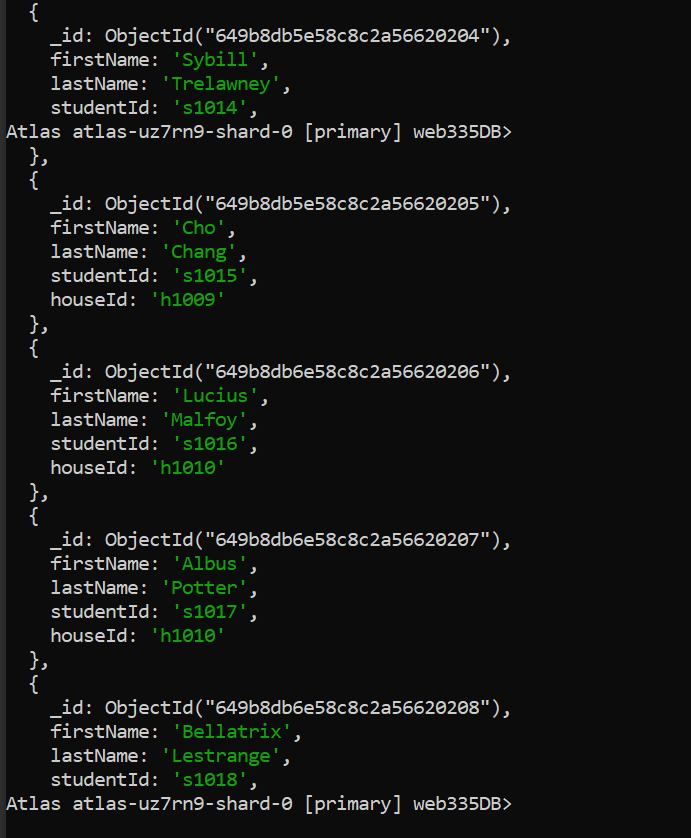 {
_id: ObjectId("649b8db5e58c8c2a56620204"),
firstName: 'Sybill',
lastName: 'Trelawney',
studentId: 's1014',
Atlas atlas-uz7rn9-shard-0 [primary] web335DB>
},
{
_id: ObjectId("649b8db5e58c8c2a56620205"),
firstName: 'Cho',
lastName: 'Chang',
studentId: 's1015',
houseId: 'h1009'
},
{
_id: ObjectId("649b8db6e58c8c2a56620206"),
firstName: 'Lucius',
lastName: 'Malfoy',
studentId: 's1016',
houseId: 'h1010'
},
{
_id: ObjectId("649b8db6e58c8c2a56620207"),
firstName: 'Albus',
lastName: 'Potter',
studentId: 's1017',
houseId: 'h1010'
},
{
_id: ObjectId("649b8db6e58c8c2a56620208"),
firstName: 'Bellatrix',
lastName: 'Lestrange',
studentId: 's1018',
Atlas atlas-uz7rn9-shard-0 [primary] web335DB>